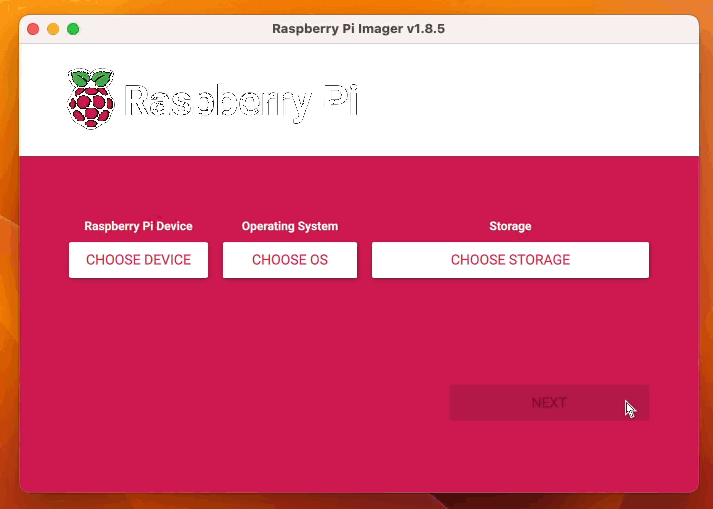 Raspberry Pi Imager v1.8.5
Raspberry Pi
Raspberry Pi Device
Operating System
Storage
CHOOSE DEVICE
CHOOSE OS
CHOOSE STORAGE
NEXT